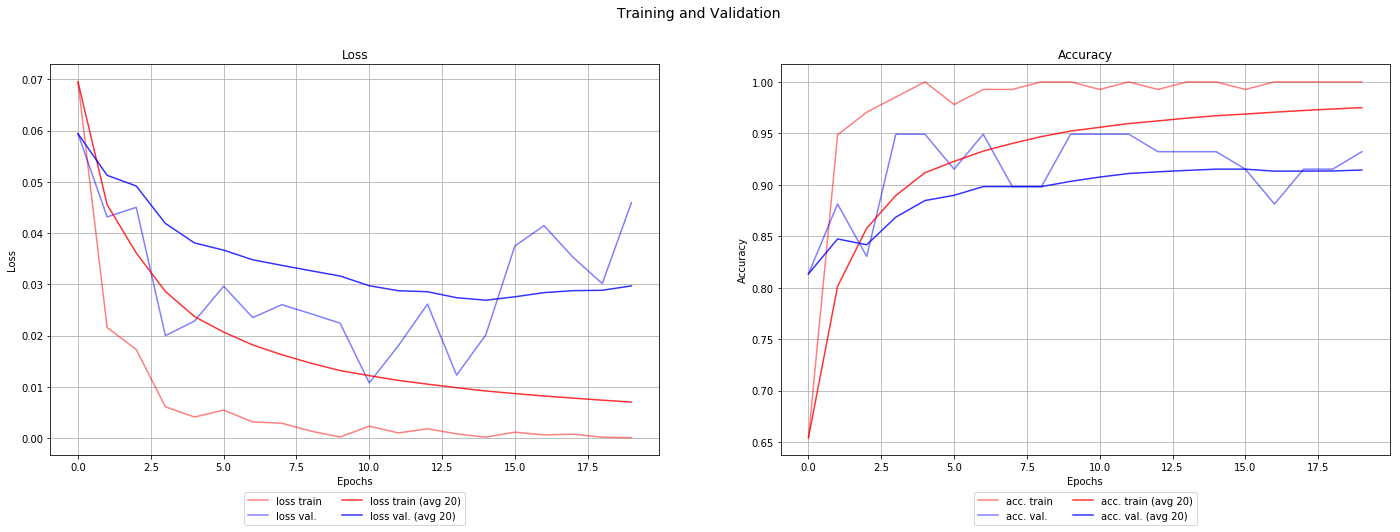 Training and Validation
Loss
0.07
0.06
0.05
0.04
0.03
0.02
0.01
0.00
Loss
0.0 2.5 5.0 7.5 10.0 12.5 15.0 17.5
Epochs
loss train loss train (avg 20)
loss val. loss val. (avg 20)
Accuracy
1.00
0.95
0.90
0.85
0.80
0.75
0.70
0.65
Accuracy
0.0 2.5 5.0 7.5 10.0 12.5 15.0 17.5
Epochs
acc. train acc. train (avg 20)
acc. val. acc. val. (avg 20)